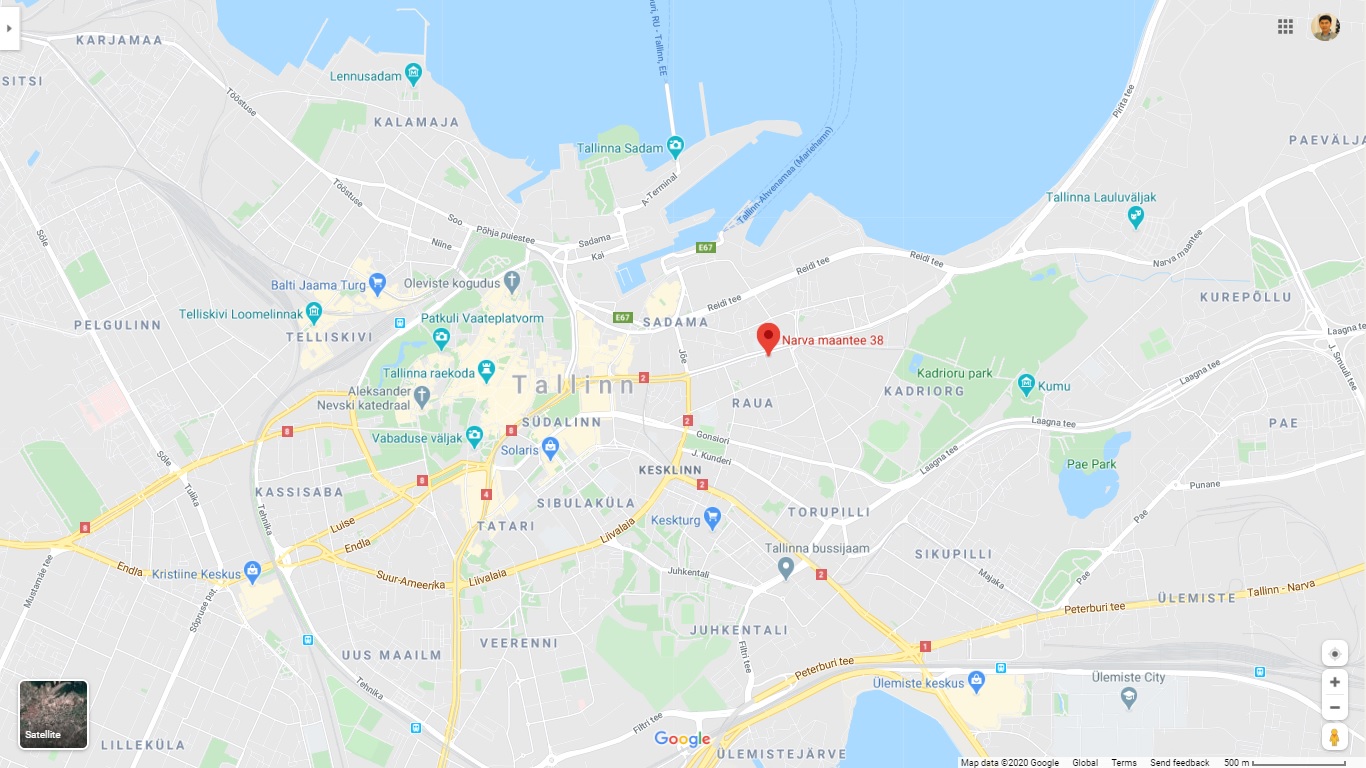 KARJAMAA
SITSI
Lennusadam
Tööstuse
KALAMAJA
buri, RU - Tallinn, EE
Pirita tee
PAEVÄLJA
Tallinna Sadam
Tallinn-Ahvenamaa (Mariehamn)
A-Terminal
Tööstuse
Tallinna Lauluväljak
Söle
Soo
Põhja puiestee
Niine
Sadama
Kai
E67
Narva maantee
Reidi tee
Reidi tee
Balti Jaama Turg
Oleviste kogudus
KUREPÕLLU
Telliskivi Loomelinnak
Patkuli Vaateplatvorm
E67
SADAMA
Reidi tee
PELGULINN
TELLISKIVI
Narva maantee 38
Laagna tee
J. Smuuli tee
Jõe
Tallinna raekoda
Tallinn
2
Kadrioru park
Kumu
Laagna tee
Aleksander
Nevski katedraal
KADRIORG
RAUA
SÜDALINN
2
8
8
Vabaduse väljak
Gonsiori
Laagna tee
PAE
Solaris
J. Kunderi
Söle
KESKLINN
Laagna tee
Pae Park
8
2
Punane
Tulika
KASSISABA
4
SIBULAKÜLA
Tehnika
Luise
TATARI
Liivalaia
Keskturg
TORUPILLI
Pae
8
Endla
Tallinna bussijaam
SIKUPILLI
Mustamäe tee
Endla
Kristiine Keskus
Suur-Ameerika
Liivalaia
Juhkentali
2
Majaka
Pae
Sõpruse pst.
Tallinn - Narva
ÜLEMISTE
Peterburi tee
VEERENNI
JUHKENTALI
1
UUS MAAILM
Filtri tee
Peterburi tee
Tehnika
Ülemiste keskus
Ülemiste City
Filtri tee
Satellite
LILLEKÜLA
Google
ÜLEMISTEJÄRVE
Map data ©2020 Google Global Terms Send feedback 500 m